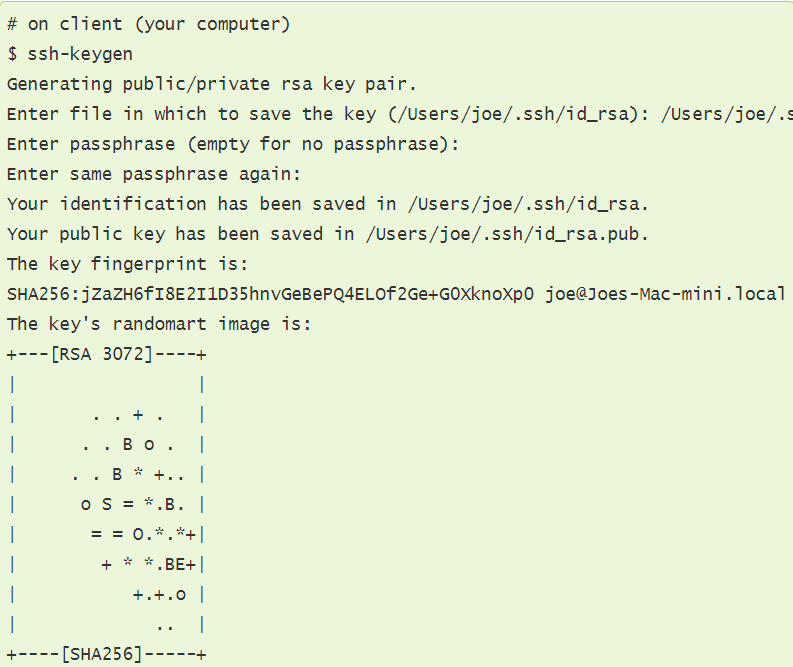 # on client (your computer)
$ ssh-keygen
Generating public/private rsa key pair.
Enter file in which to save the key (/Users/joe/.ssh/id_rsa): /Users/joe/.s
Enter passphrase (empty for no passphrase):
Enter same passphrase again:
Your identification has been saved in /Users/joe/.ssh/id_rsa.
Your public key has been saved in /Users/joe/.ssh/id_rsa.pub.
The key fingerprint is:
SHA256:jZaZH6fI8E2I1D35hnvGeBePQ4ELOf2Ge+G0XknoXp0 joe@Joes-Mac-mini.local
The key's randomart image is:
+---[RSA 3072]----+
|                 |
|       . . + .   |
|      . . B o .  |
|     . . B * +.. |
|      o S = *.B. |
|       = = O.*.*+|
|        + * *.BE+|
|           +.+.o |
|             ..  |
+----[SHA256]-----+